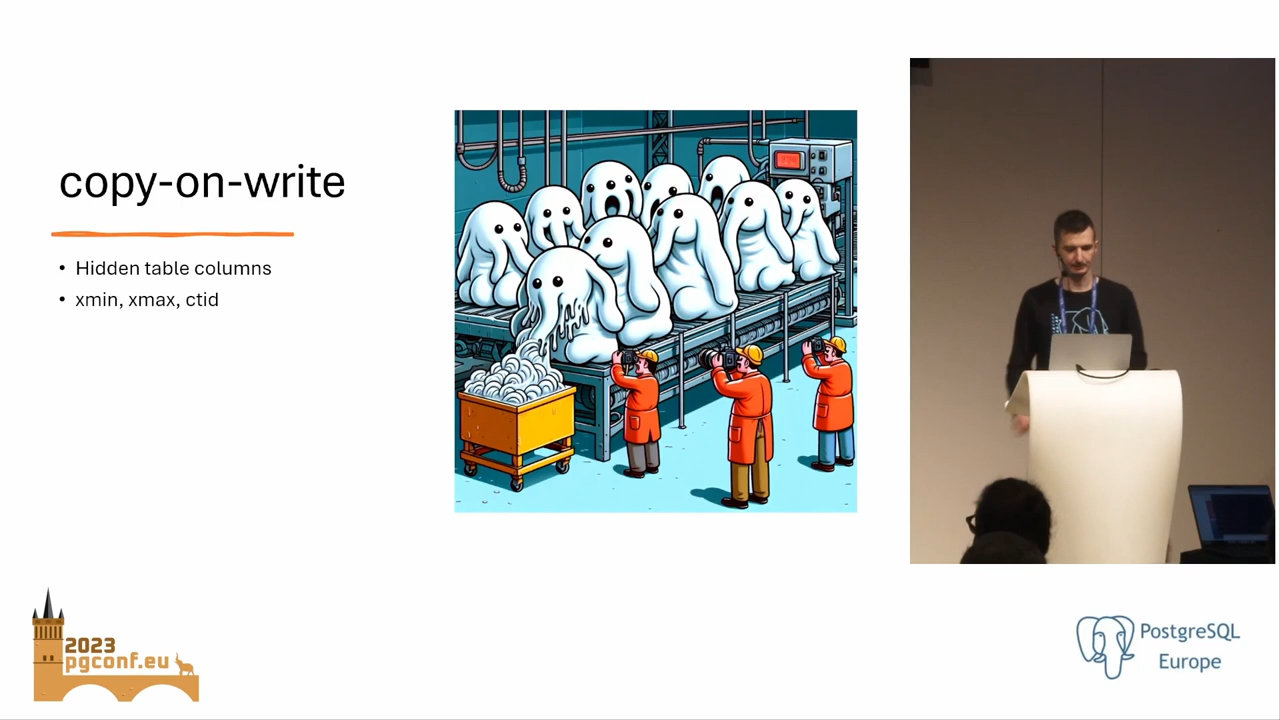 copy-on-write
• Hidden table columns
• xmin, xmax, ctid
2023
pgconf.eu
PostgreSQL
Europe